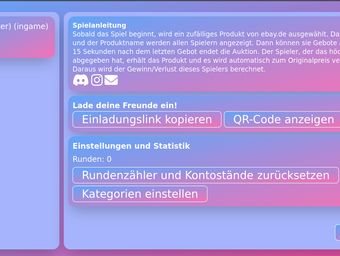 er) (ingame)
Spielanleitung
Sobald das Spiel beginnt, wird ein zufälliges Produkt von ebay.de ausgewählt. Da
und der Produktname werden allen Spielern angezeigt. Dann können sie Gebote
15 Sekunden nach dem letzten Gebot endet die Auktion. Der Spieler, der das höc
abgegeben hat, erhält das Produkt und es wird automatisch zum Originalpreis ve
Daraus wird der Gewinn/Verlust dieses Spielers berechnet.
Lade deine Freunde ein!
Einladungslink kopieren QR-Code anzeigen
Einstellungen und Statistik
Runden: 0
Rundenzähler und Kontostände zurücksetzen
Kategorien einstellen